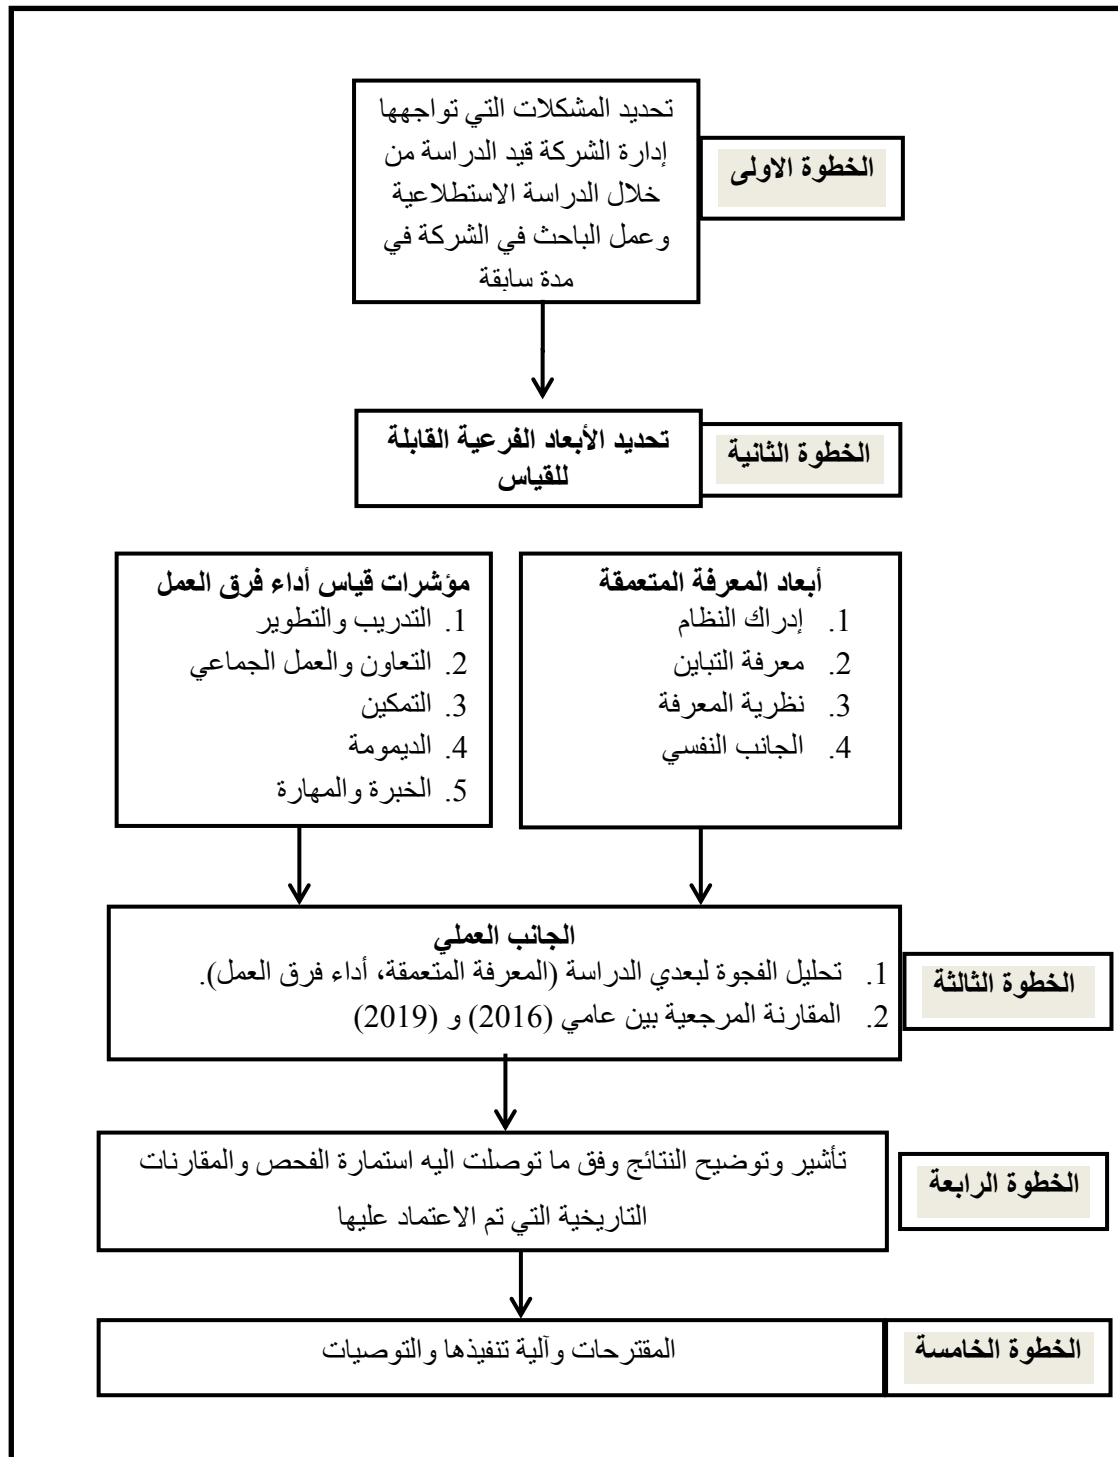 الخطوة الاولى
تحديد المشكلات التي تواجهها
إدارة الشركة قيد الدراسة من
خلال الدراسة الاستطلاعية
وعمل الباحث في الشركة في
مدة سابقة
الخطوة الثانية
تحديد الأبعاد الفرعية القابلة
للقياس
أبعاد المعرفة المتعمقة
1. إدراك النظام
2. معرفة التباين
3. نظرية المعرفة
4. الجانب النفسي
مؤشرات قياس أداء فرق العمل
1. التدريب والتطوير
2. التعاون والعمل الجماعي
3. التمكين
4. الديمومة
5. الخبرة والمهارة
الخطوة الثالثة
الجانب العملي
1. تحليل الفجوة لبعدي الدراسة (المعرفة المتعمقة، أداء فرق العمل).
2. المقارنة المرجعية بين عامي (2016) و (2019)
الخطوة الرابعة
تأشير وتوضيح النتائج وفق ما توصلت اليه استمارة الفحص والمقارنات
التاريخية التي تم الاعتماد عليها
الخطوة الخامسة
المقترحات وآلية تنفيذها والتوصيات